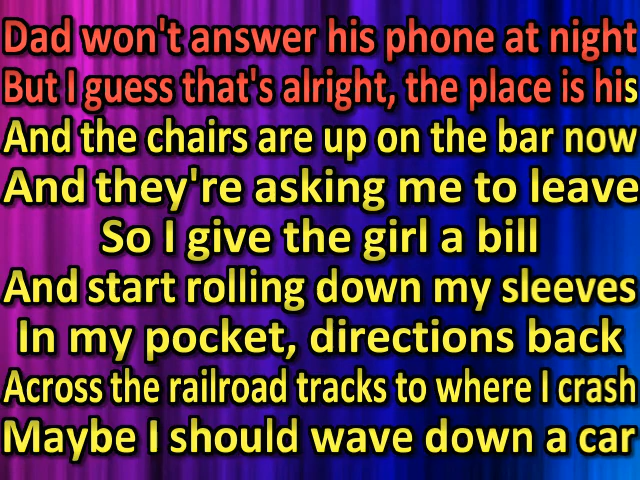 Dad won't answer his phone at night
But I guess that's alright, the place is his
And the chairs are up on the bar now
And they're asking me to leave
So I give the girl a bill
And start rolling down my sleeves
In my pocket, directions back
Across the railroad tracks to where I crash
Maybe I should wave down a car